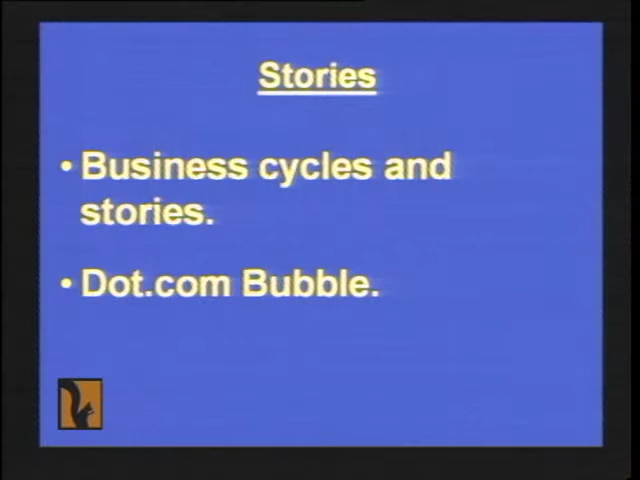 Stories
• Business cycles and
stories.
• Dot.com Bubble.